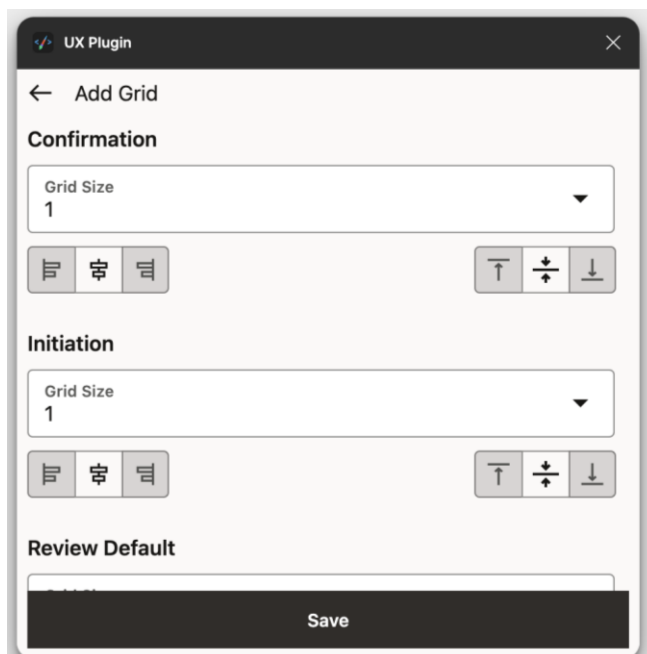 UX Plugin
Add Grid
Confirmation
Grid Size
1
Initiation
Grid Size
1
Review Default
Save